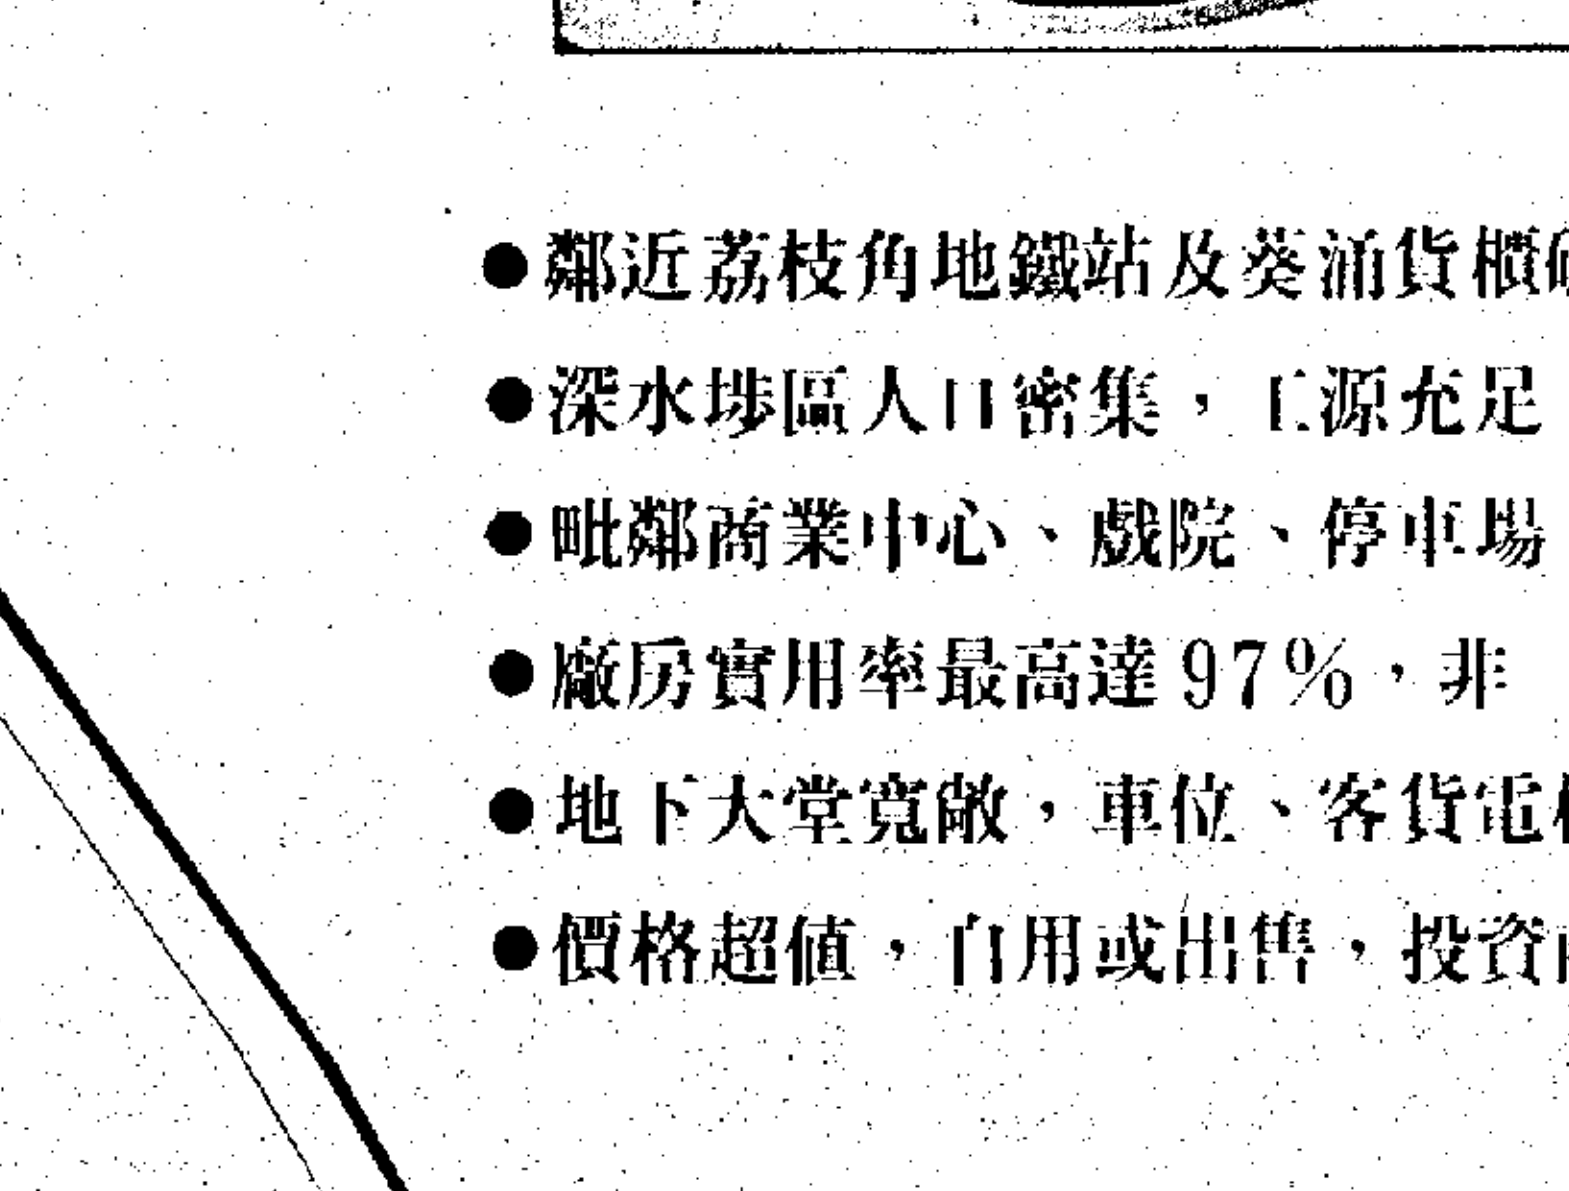 ●鄰近荔枝角地鐵站及葵涌貨櫃
●深水埗區人口密集，工源充足
●毗鄰商業中心、戲院、停車場
●廠房實用率最高達97%，非
●地下大堂寬敞，車位、客貨電
●價格超值，自用或出售，投資